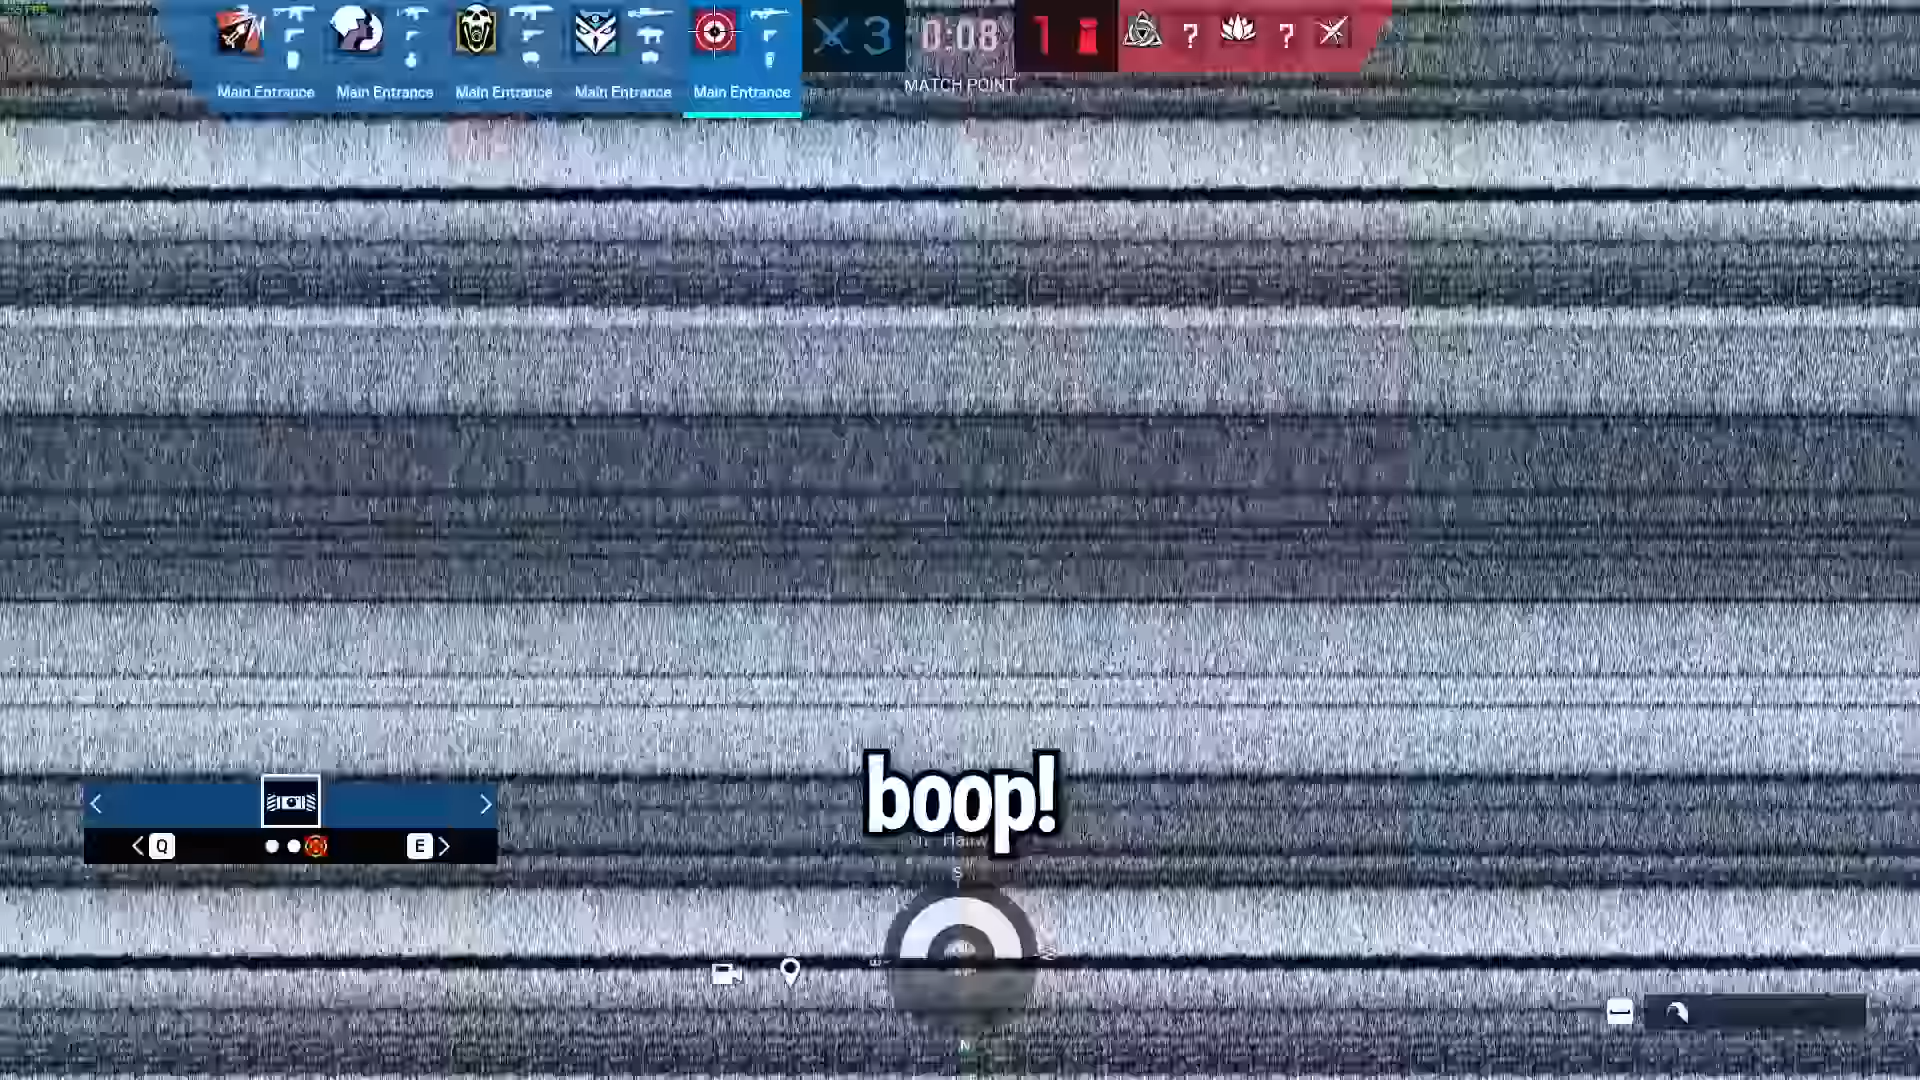 Main Entrance Main Entrance Main Entrance Main Entrance Main Entrance
3 0:08 1 ? ?
MATCH POINT
boop!
Q E
S
W
N